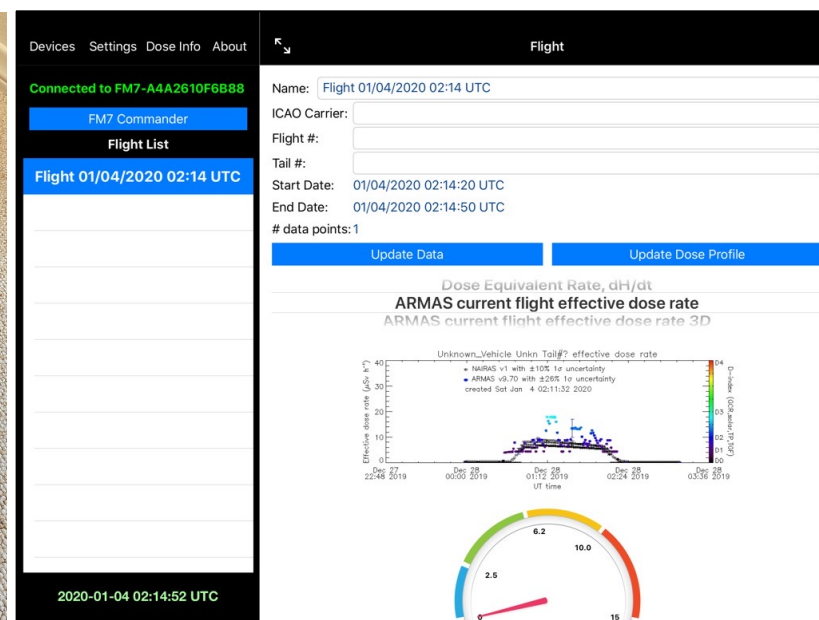 Devices Settings Dose Info About
Connected to FM7-A4A2610F6B88
FM7 Commander
Flight List
Flight 01/04/2020 02:14 UTC
2020-01-04 02:14:52 UTC
Flight
Name: Flight 01/04/2020 02:14 UTC
ICAO Carrier:
Flight #:
Tail #:
Start Date: 01/04/2020 02:14:20 UTC
End Date: 01/04/2020 02:14:50 UTC
# data points: 1
Update Data Update Dose Profile
Dose Equivalent Rate, dH/dt
ARMAS current flight effective dose rate
ARMAS current flight effective dose rate 3D
Unknown_Vehicle Unkn Tail#? effective dose rate
NAIRAS v1 with ±10% 1σ uncertainty
ARMAS v9.70 with ±26% 1σ uncertainty
created Sat Jan 4 02:11:32 2020
Effective dose rate (µSv h⁻¹)
40
30
20
10
0
D4
D3
D2
D1
D0
D-index (GCR,solar,TP,TGF)
Dec 27 Dec 28 Dec 28 Dec 28 Dec 28
22:48 2019 00:00 2019 01:12 2019 02:24 2019 03:36 2019
UT time
6.2
10.0
2.5
0 15